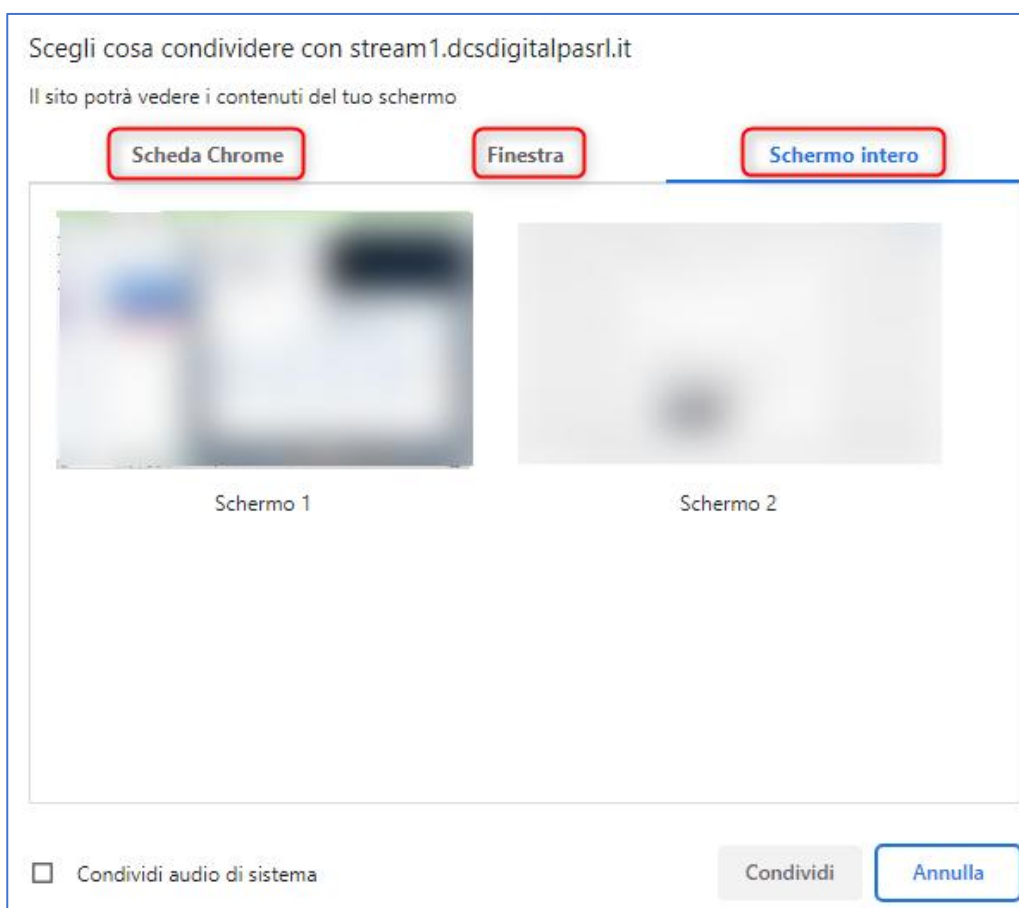 Scegli cosa condividere con stream1.dcsdigitalpasrl.it
Il sito potrà vedere i contenuti del tuo schermo
Scheda Chrome Finestra Schermo intero
Schermo 1 Schermo 2
Condividi audio di sistema Condividi Annulla